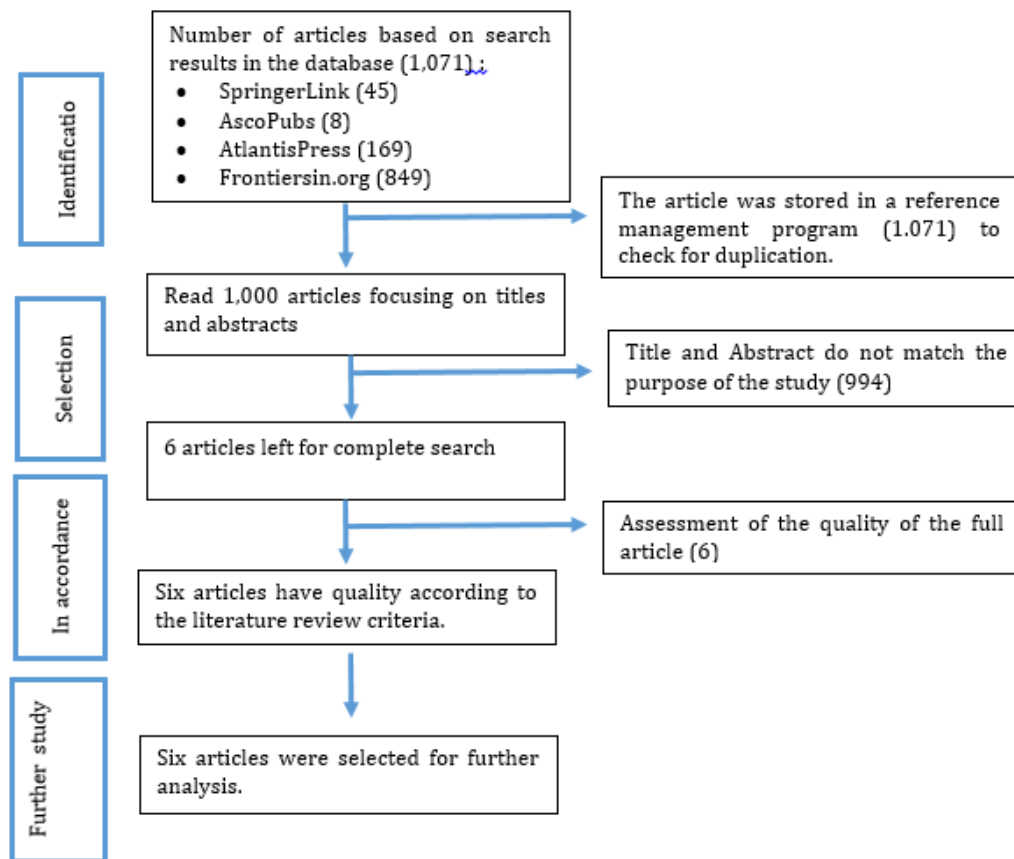 Identificatio
Number of articles based on search
results in the database (1,071) :
• SpringerLink (45)
• AscoPubs (8)
• AtlantisPress (169)
• Frontiersin.org (849)
The article was stored in a reference
management program (1.071) to
check for duplication.
Selection
Read 1,000 articles focusing on titles
and abstracts
Title and Abstract do not match the
purpose of the study (994)
6 articles left for complete search
In accordance
Assessment of the quality of the full
article (6)
Six articles have quality according to
the literature review criteria.
Further study
Six articles were selected for further
analysis.